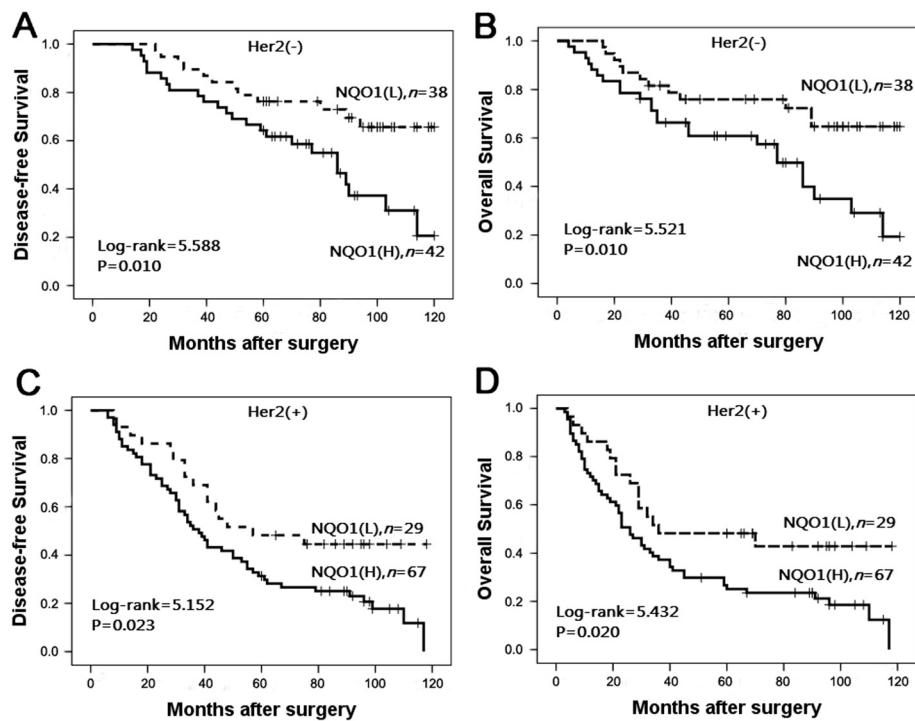 A
Her2(-)
1.0
0.8
0.6
0.4
0.2
0.0
Disease-free Survival
NQO1(L),n=38
NQO1(H),n=42
Log-rank=5.588
P=0.010
0 20 40 60 80 100 120
Months after surgery
B
Her2(-)
1.0
0.8
0.6
0.4
0.2
0.0
Overall Survival
NQO1(L),n=38
NQO1(H),n=42
Log-rank=5.521
P=0.010
0 20 40 60 80 100 120
Months after surgery
C
Her2(+)
1.0
0.8
0.6
0.4
0.2
0.0
Disease-free Survival
NQO1(L),n=29
NQO1(H),n=67
Log-rank=5.152
P=0.023
0 20 40 60 80 100 120
Months after surgery
D
Her2(+)
1.0
0.8
0.6
0.4
0.2
0.0
Overall Survival
NQO1(L),n=29
NQO1(H),n=67
Log-rank=5.432
P=0.020
0 20 40 60 80 100 120
Months after surgery